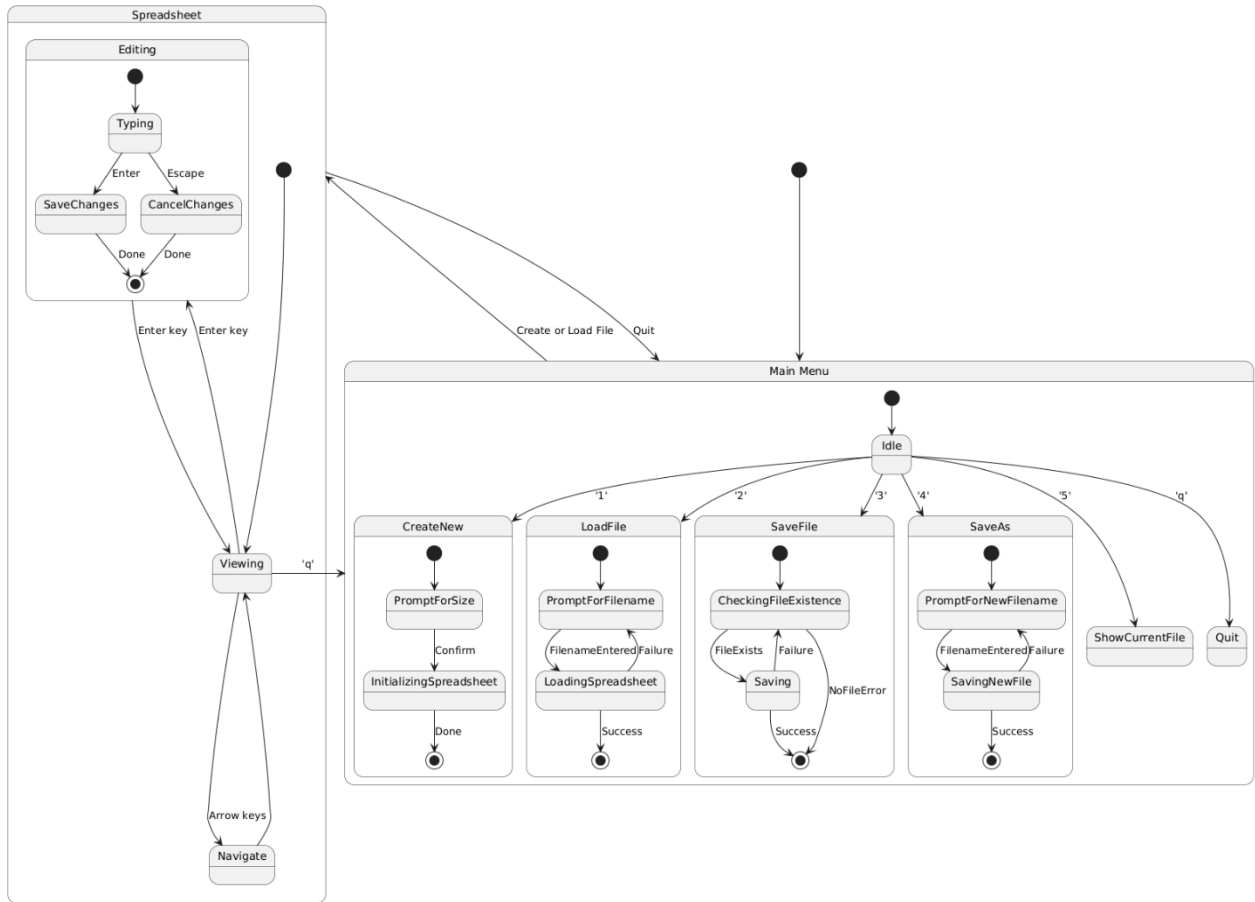 Spreadsheet
Editing
Typing
Enter
Escape
SaveChanges
CancelChanges
Done
Done
Enter key
Enter key
Create or Load File
Quit
Main Menu
Idle
'1'
'2'
'3'
'4'
'5'
'q'
CreateNew
LoadFile
SaveFile
SaveAs
Viewing
'q'
PromptForSize
PromptForFilename
CheckingFileExistence
PromptForNewFilename
ShowCurrentFile
Quit
Confirm
FilenameEntered
Failure
FileExists
Failure
FilenameEntered
Failure
InitializingSpreadsheet
LoadingSpreadsheet
Saving
NoFileError
SavingNewFile
Done
Success
Success
Success
Arrow keys
Navigate